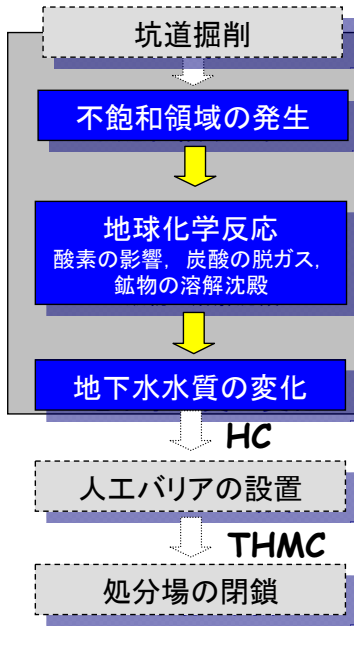 坑道掘削
不飽和領域の発生
地球化学反応
酸素の影響，炭酸の脱ガス，
鉱物の溶解沈殿
地下水水質の変化
HC
人工バリアの設置
THMC
処分場の閉鎖